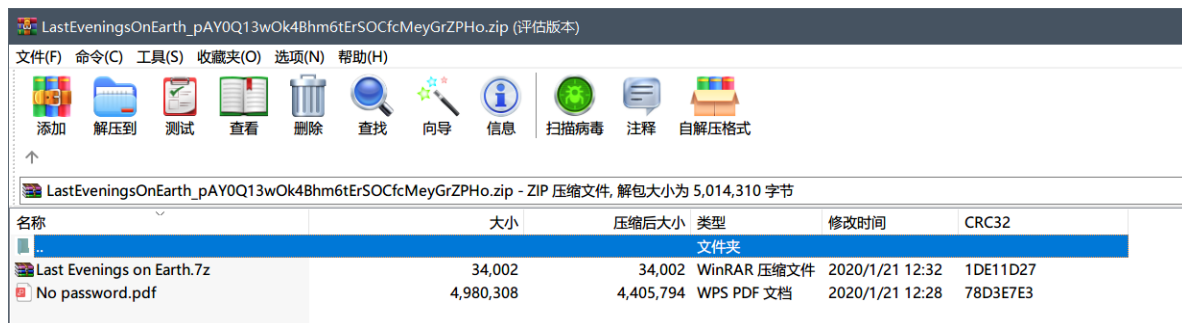 LastEveningsOnEarth_pAY0Q13wOk4Bhm6tErSOCfcMeyGrZPHo.zip (评估版本)
文件(F) 命令(C) 工具(S) 收藏夹(O) 选项(N) 帮助(H)
添加 解压到 测试 查看 删除 查找 向导 信息 扫描病毒 注释 自解压格式
LastEveningsOnEarth_pAY0Q13wOk4Bhm6tErSOCfcMeyGrZPHo.zip - ZIP 压缩文件, 解包大小为 5,014,310 字节
名称 大小 压缩后大小 类型 修改时间 CRC32
.. 文件夹
Last Evenings on Earth.7z 34,002 34,002 WinRAR 压缩文件 2020/1/21 12:32 1DE11D27
No password.pdf 4,980,308 4,405,794 WPS PDF 文档 2020/1/21 12:28 78D3E7E3